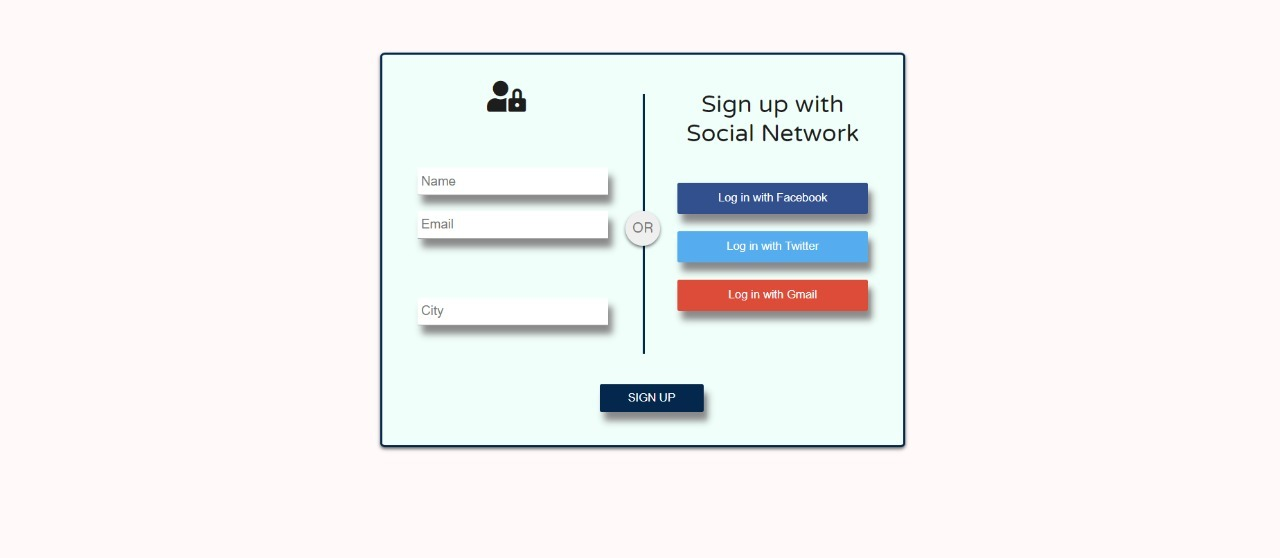 Sign up with
Social Network
Name
Email
City
OR
Log in with Facebook
Log in with Twitter
Log in with Gmail
SIGN UP